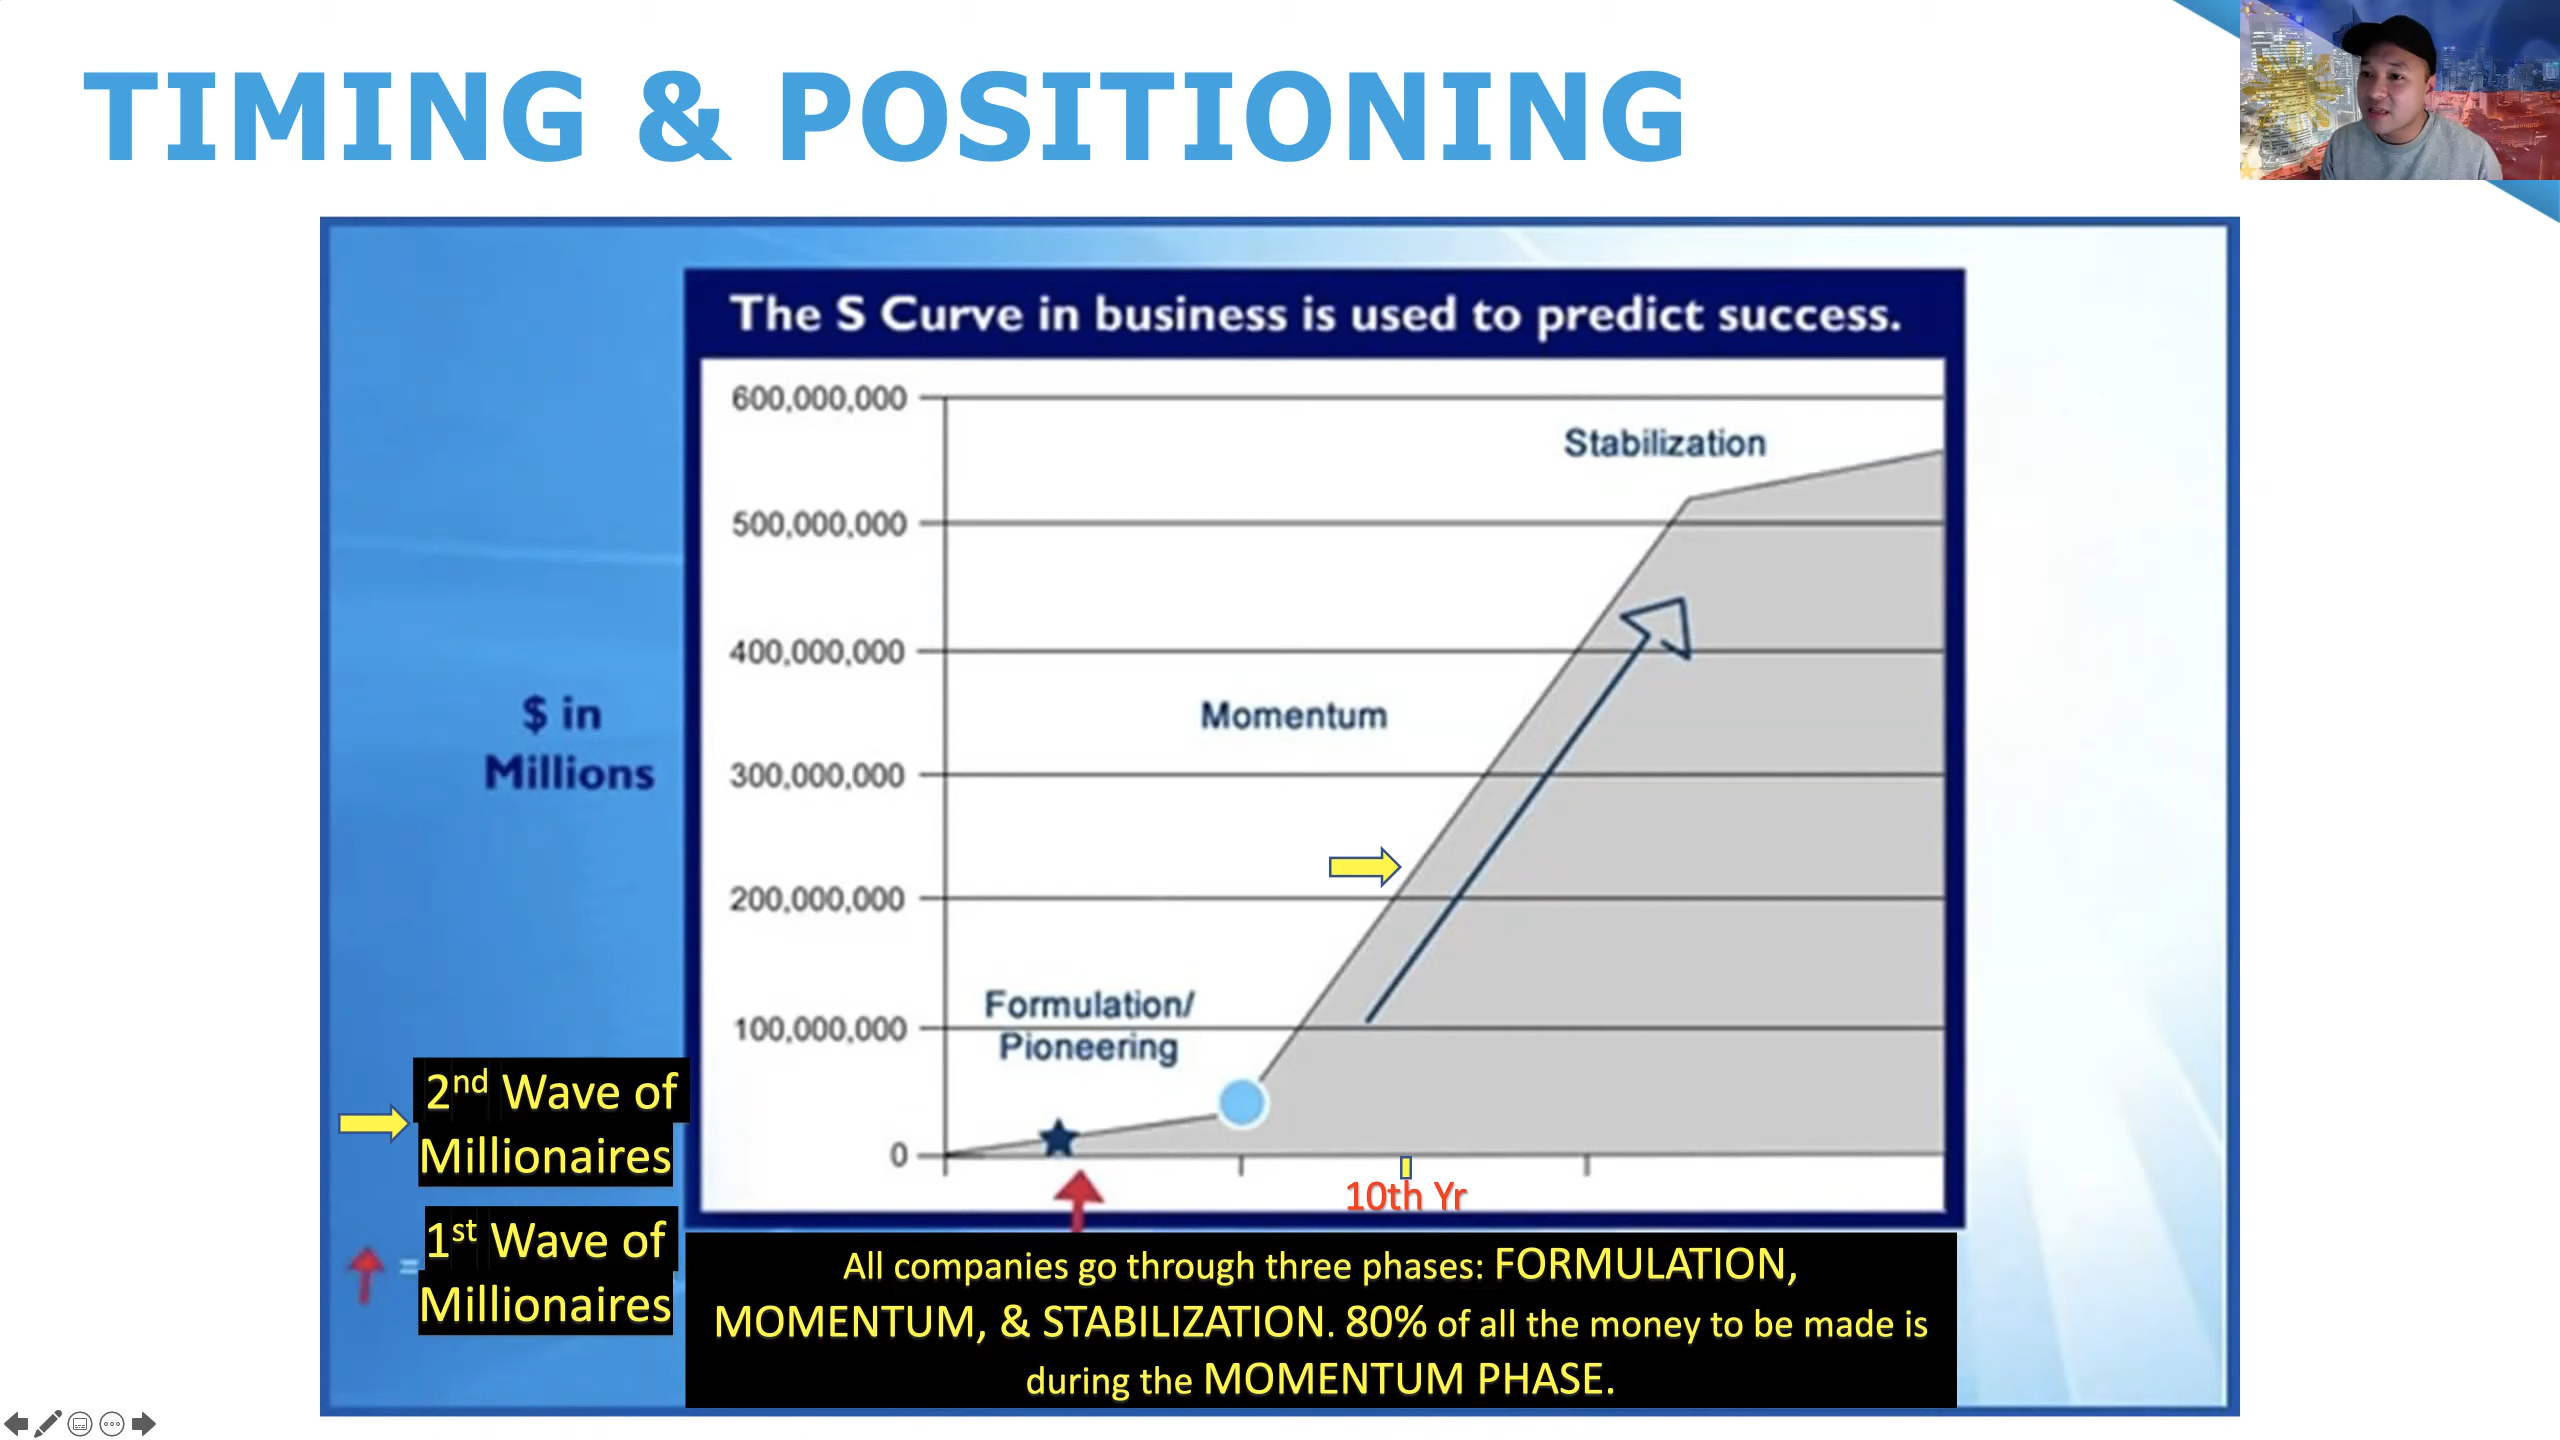 TIMING & POSITIONING
The S Curve in business is used to predict success.
600,000,000
Stabilization
500,000,000
400,000,000
$ in
Millions
Momentum
300,000,000
200,000,000
Formulation/
Pioneering
100,000,000
0
10th Yr
2nd Wave of
Millionaires
=
1st Wave of
Millionaires
All companies go through three phases: FORMULATION,
MOMENTUM, & STABILIZATION. 80% of all the money to be made is
during the MOMENTUM PHASE.